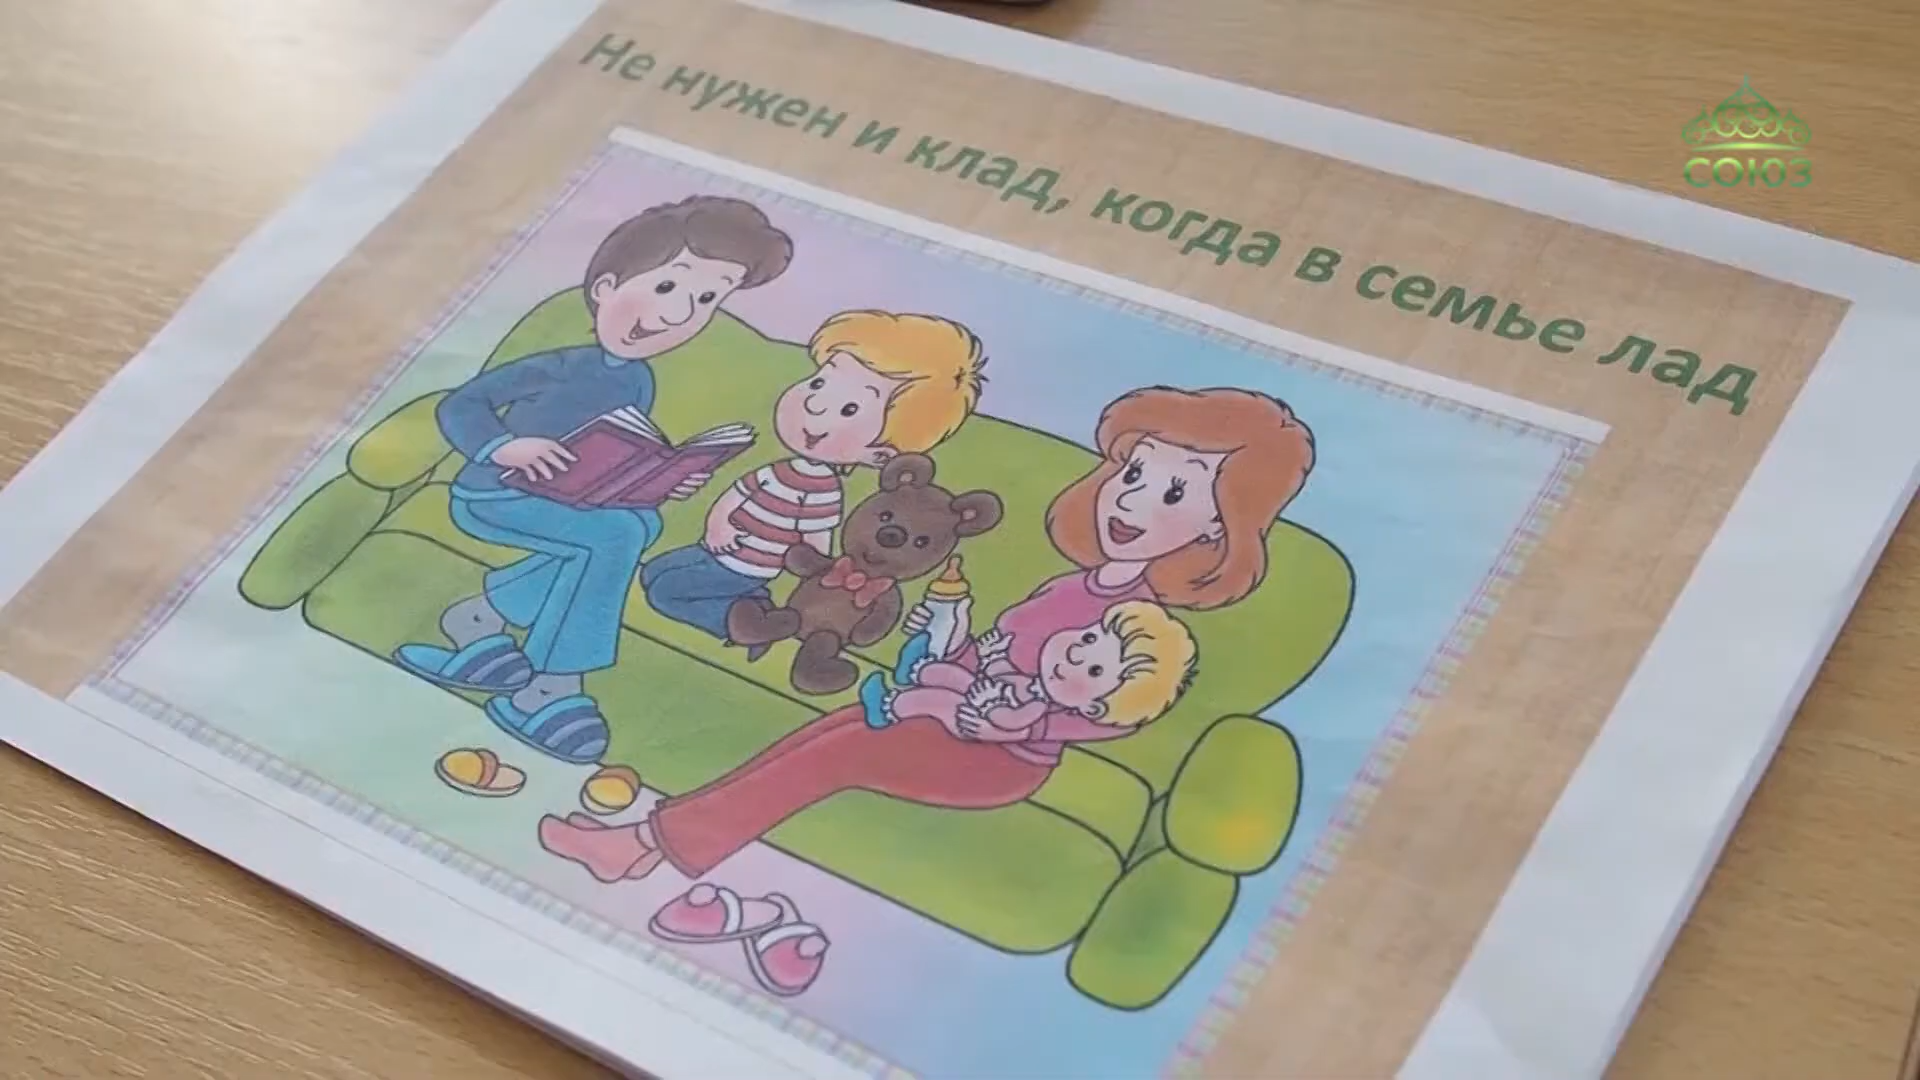 Не нужен и клад, когда в семье лад
СОЮЗ